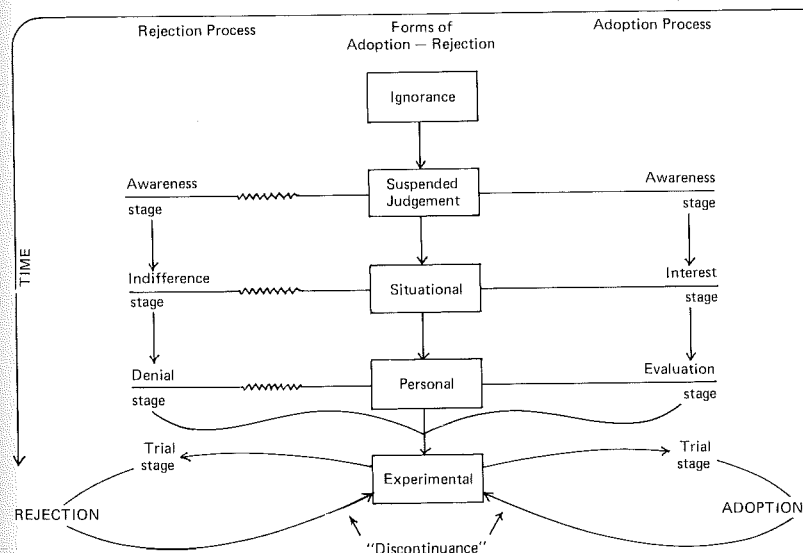 Rejection Process
Forms of
Adoption — Rejection
Adoption Process
Ignorance
Awareness
stage
Suspended
Judgement
Awareness
stage
TIME
Indifference
stage
Situational
Interest
stage
Denial
stage
Personal
Evaluation
stage
Trial
stage
Experimental
Trial
stage
REJECTION
ADOPTION
"Discontinuance"